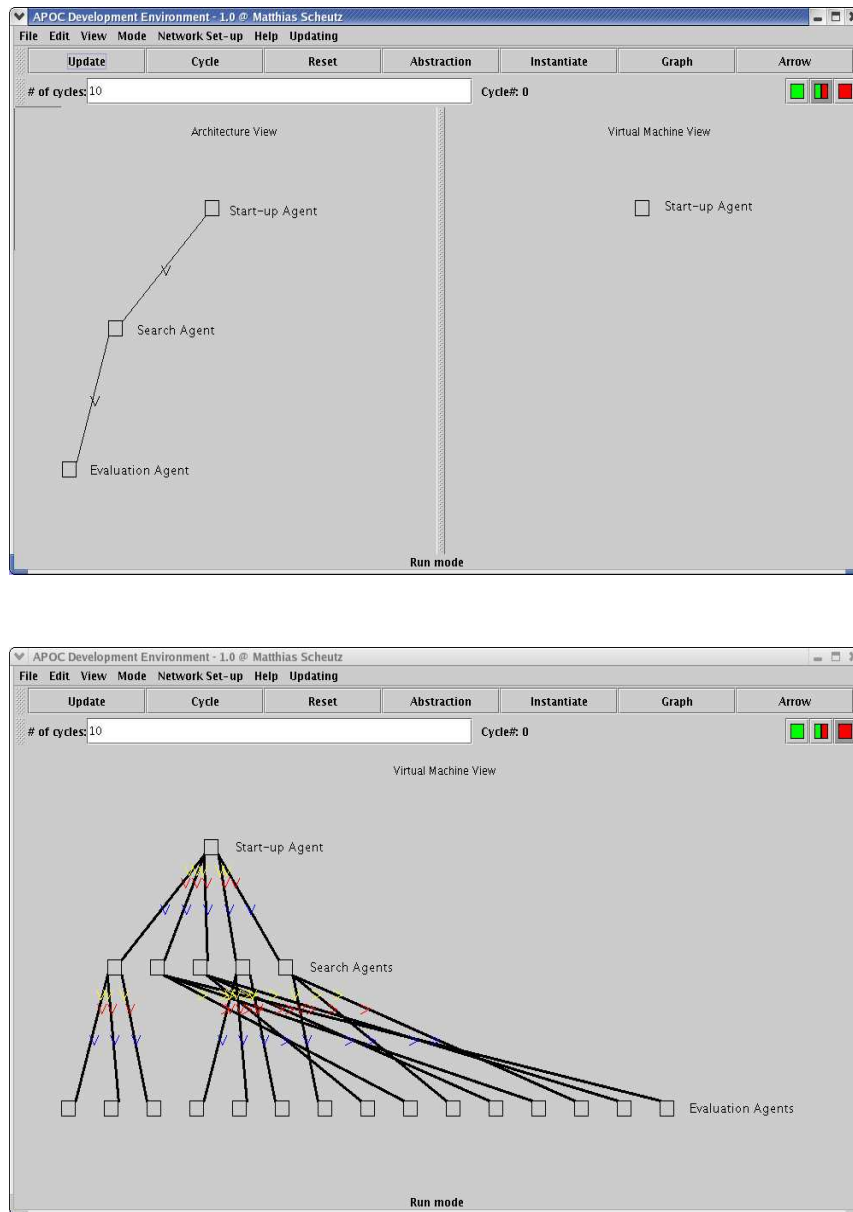 APOC Development Environment - 1.0 @ Matthias Scheutz
File Edit View Mode Network Set-up Help Updating
Update Cycle Reset Abstraction Instantiate Graph Arrow
# of cycles: 10 Cycle#: 0
Architecture View Virtual Machine View
Start-up Agent Start-up Agent
Search Agent
Evaluation Agent
Run mode
APOC Development Environment - 1.0 @ Matthias Scheutz
File Edit View Mode Network Set-up Help Updating
Update Cycle Reset Abstraction Instantiate Graph Arrow
# of cycles: 10 Cycle#: 0
Virtual Machine View
Start-up Agent
Search Agents
Evaluation Agents
Run mode